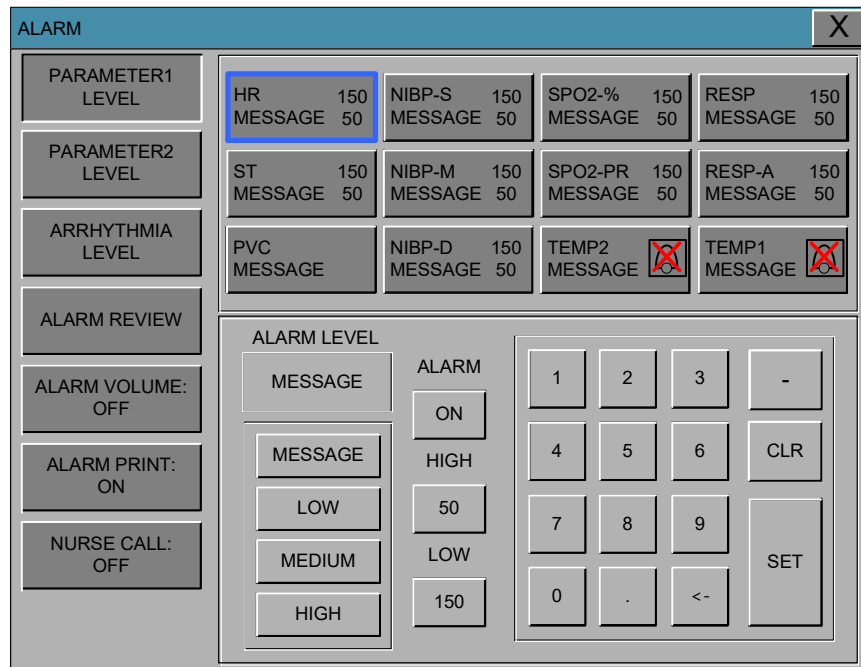 ALARM X
PARAMETER1
LEVEL
PARAMETER2
LEVEL
ARRHYTHMIA
LEVEL
ALARM REVIEW
ALARM VOLUME:
OFF
ALARM PRINT:
ON
NURSE CALL:
OFF
HR 150
MESSAGE 50
NIBP-S 150
MESSAGE 50
SPO2-% 150
MESSAGE 50
RESP 150
MESSAGE 50
ST 150
MESSAGE 50
NIBP-M 150
MESSAGE 50
SPO2-PR 150
MESSAGE 50
RESP-A 150
MESSAGE 50
PVC
MESSAGE
NIBP-D 150
MESSAGE 50
TEMP2
MESSAGE
TEMP1
MESSAGE
ALARM LEVEL
MESSAGE
MESSAGE
LOW
MEDIUM
HIGH
ALARM
ON
HIGH
50
LOW
150
1 2 3 -
4 5 6 CLR
7 8 9
SET
0 . <-